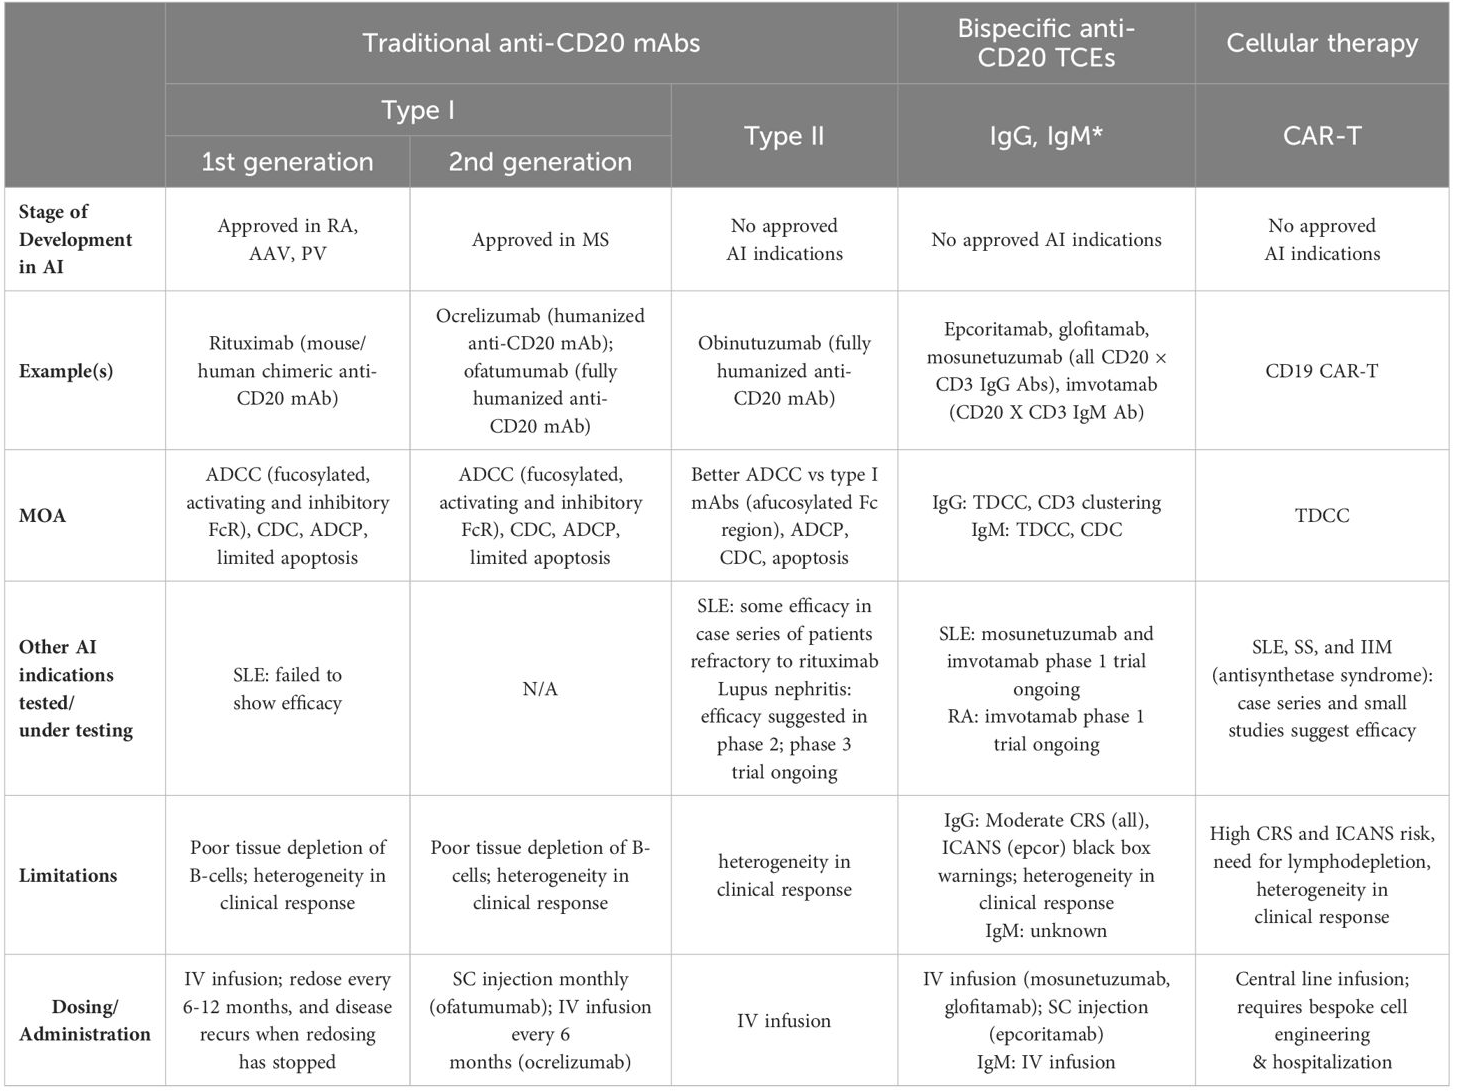 Traditional anti-CD20 mAbs
Bispecific anti-
CD20 TCEs
Cellular therapy
Type I
Type II
IgG, IgM*
CAR-T
1st generation
2nd generation
Stage of
Development
in AI
Approved in RA,
AAV, PV
Approved in MS
No approved
AI indications
No approved AI indications
No approved
AI indications
Example(s)
Rituximab (mouse/
human chimeric anti-
CD20 mAb)
Ocrelizumab (humanized
anti-CD20 mAb);
ofatumumab (fully
humanized anti-
CD20 mAb)
Obinutuzumab (fully
humanized anti-
CD20 mAb)
Epcoritamab, glofitamab,
mosunetuzumab (all CD20 ×
CD3 IgG Abs), imvotamab
(CD20 X CD3 IgM Ab)
CD19 CAR-T
MOA
ADCC (fucosylated,
activating and inhibitory
FcR), CDC, ADCP,
limited apoptosis
ADCC (fucosylated,
activating and inhibitory
FcR), CDC, ADCP,
limited apoptosis
Better ADCC vs type I
mAbs (afucosylated Fc
region), ADCP,
CDC, apoptosis
IgG: TDCC, CD3 clustering
IgM: TDCC, CDC
TDCC
Other AI
indications
tested/
under testing
SLE: failed to
show efficacy
N/A
SLE: some efficacy in
case series of patients
refractory to rituximab
Lupus nephritis:
efficacy suggested in
phase 2; phase 3
trial ongoing
SLE: mosunetuzumab and
imvotamab phase 1 trial
ongoing
RA: imvotamab phase 1
trial ongoing
SLE, SS, and IIM
(antisynthetase syndrome):
case series and small
studies suggest efficacy
Limitations
Poor tissue depletion of
B-cells; heterogeneity in
clinical response
Poor tissue depletion of B-
cells; heterogeneity in
clinical response
heterogeneity in
clinical response
IgG: Moderate CRS (all),
ICANS (epcor) black box
warnings; heterogeneity in
clinical response
IgM: unknown
High CRS and ICANS risk,
need for lymphodepletion,
heterogeneity in
clinical response
Dosing/
Administration
IV infusion; redose every
6-12 months, and disease
recurs when redosing
has stopped
SC injection monthly
(ofatumumab); IV infusion
every 6
months (ocrelizumab)
IV infusion
IV infusion (mosunetuzumab,
glofitamab); SC injection
(epcoritamab)
IgM: IV infusion
Central line infusion;
requires bespoke cell
engineering
& hospitalization